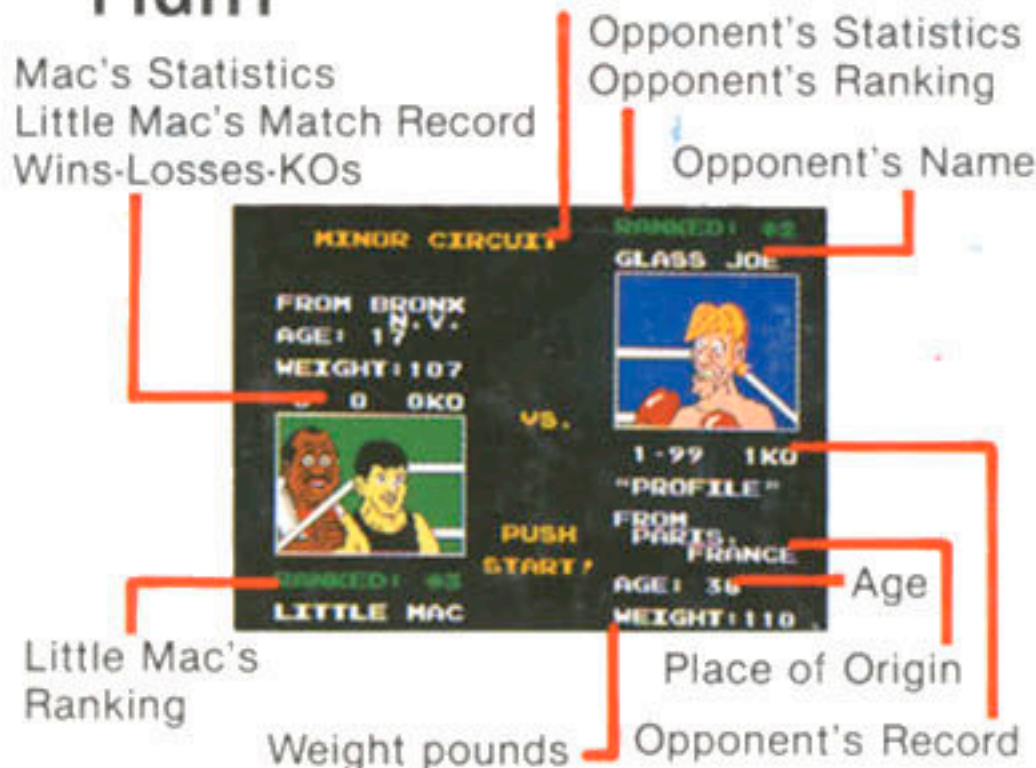 Opponent's Statistics
Opponent's Ranking
Mac's Statistics
Little Mac's Match Record
Wins-Losses-KOs
Opponent's Name
MINOR CIRCUIT
RANKED: #2
GLASS JOE
FROM BRONX
N.Y.
AGE: 17
WEIGHT:107
0 0 0KO
VS.
1-99 1KO
"PROFILE"
FROM
PARIS,
FRANCE
PUSH
START!
AGE: 38
WEIGHT:110
RANKED: #3
LITTLE MAC
Age
Little Mac's
Ranking
Place of Origin
Weight pounds
Opponent's Record